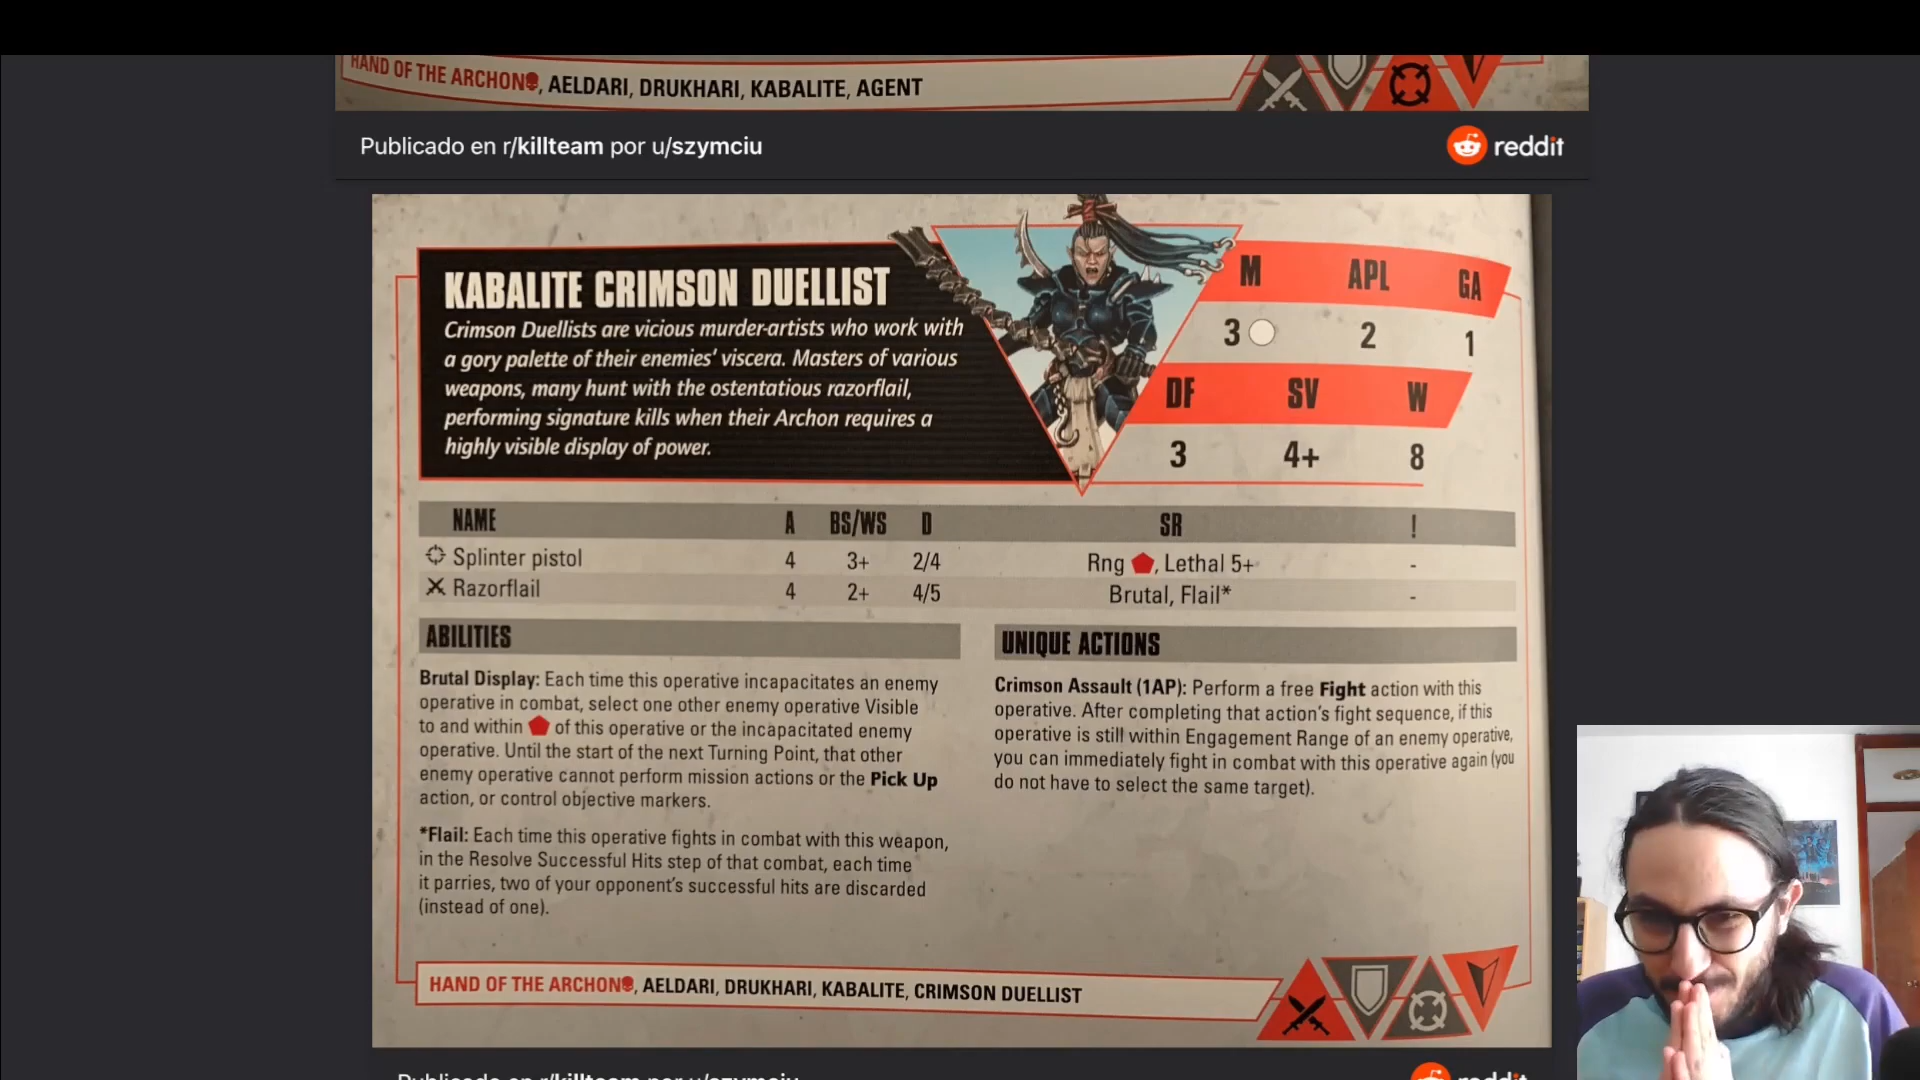 HAND OF THE ARCHON, AELDARI, DRUKHARI, KABALITE, AGENT
Publicado en r/killteam por u/szymciu
reddit
KABALITE CRIMSON DUELLIST
Crimson Duellists are vicious murder-artists who work with
a gory palette of their enemies' viscera. Masters of various
weapons, many hunt with the ostentatious razorflail,
performing signature kills when their Archon requires a
highly visible display of power.
M APL GA
3 2 1
DF SV W
3 4+ 8
NAME A BS/WS D SR !
Splinter pistol 4 3+ 2/4 Rng , Lethal 5+ -
Razorflail 4 2+ 4/5 Brutal, Flail* -
ABILITIES
Brutal Display: Each time this operative incapacitates an enemy
operative in combat, select one other enemy operative Visible
to and within of this operative or the incapacitated enemy
operative. Until the start of the next Turning Point, that other
enemy operative cannot perform mission actions or the Pick Up
action, or control objective markers.
*Flail: Each time this operative fights in combat with this weapon,
in the Resolve Successful Hits step of that combat, each time
it parries, two of your opponent's successful hits are discarded
(instead of one).
UNIQUE ACTIONS
Crimson Assault (1AP): Perform a free Fight action with this
operative. After completing that action's fight sequence, if this
operative is still within Engagement Range of an enemy operative,
you can immediately fight in combat with this operative again (you
do not have to select the same target).
HAND OF THE ARCHON, AELDARI, DRUKHARI, KABALITE, CRIMSON DUELLIST
Publicado en r/killteam por u/szymciu
reddit